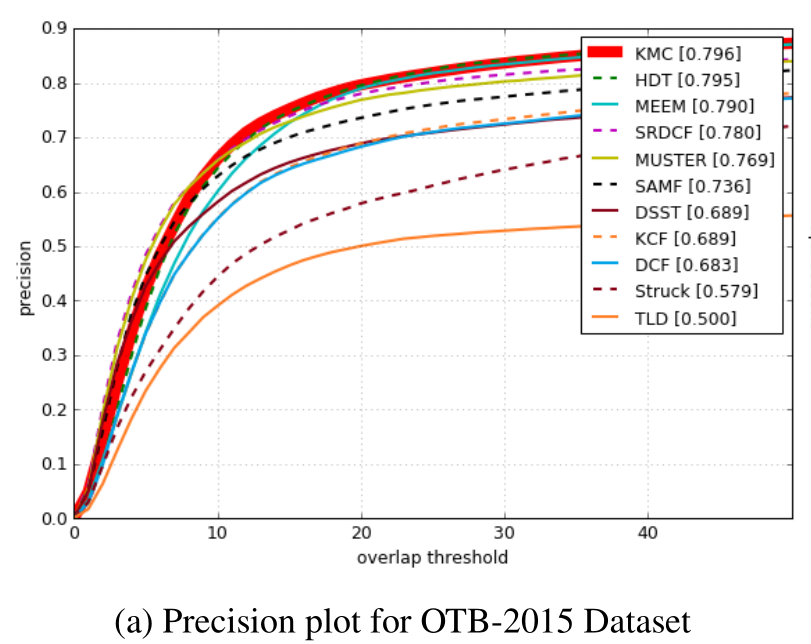 0.9
0.8
0.7
0.6
0.5
0.4
0.3
0.2
0.1
0.0
precision
KMC [0.796]
HDT [0.795]
MEEM [0.790]
SRDCF [0.780]
MUSTER [0.769]
SAMF [0.736]
DSST [0.689]
KCF [0.689]
DCF [0.683]
Struck [0.579]
TLD [0.500]
0
10
20
30
40
overlap threshold
(a) Precision plot for OTB-2015 Dataset